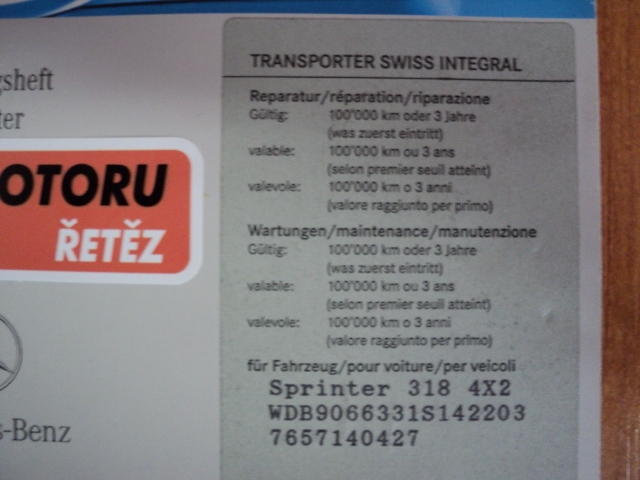 gsheft
ter
OTORU
ŘETĚZ
s-Benz
TRANSPORTER SWISS INTEGRAL
Reparatur/réparation/riparazione
Gültig: 100'000 km oder 3 Jahre
(was zuerst eintritt)
valable: 100'000 km ou 3 ans
(selon premier seuil atteint)
valevole: 100'000 km o 3 anni
(valore raggiunto per primo)
Wartungen/maintenance/manutenzione
Gültig: 100'000 km oder 3 Jahre
(was zuerst eintritt)
valable: 100'000 km ou 3 ans
(selon premier seuil atteint)
valevole: 100'000 km o 3 anni
(valore raggiunto per primo)
für Fahrzeug/pour voiture/per veicoli
Sprinter 318 4X2
WDB9066331S142203
7657140427